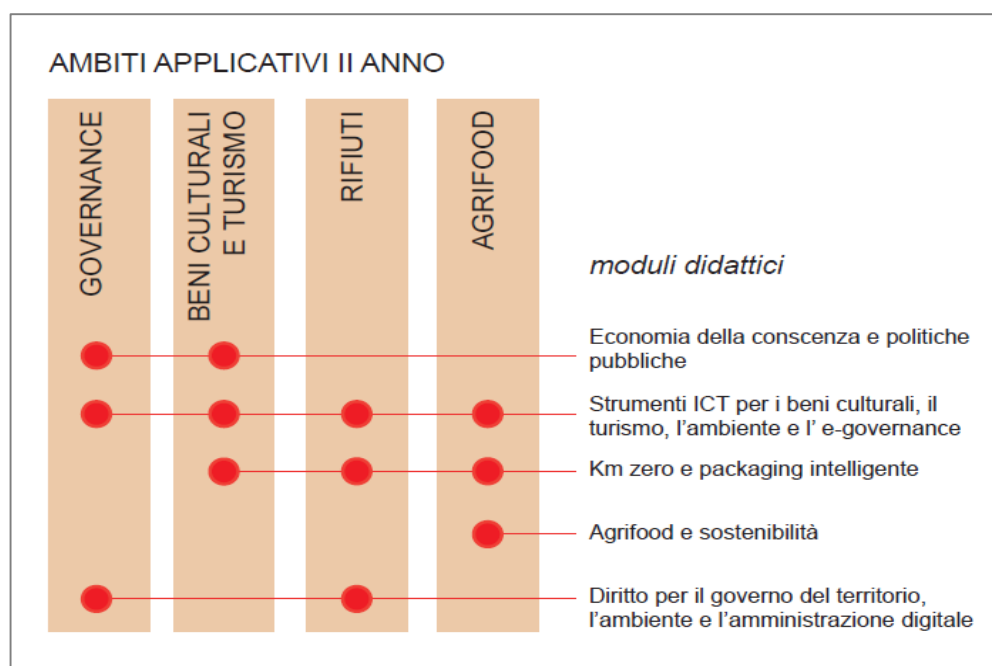 AMBITI APPLICATIVI II ANNO
GOVERNANCE
BENI CULTURALI
E TURISMO
RIFIUTI
AGRIFOOD
moduli didattici
Economia della conscenza e politiche
pubbliche
Strumenti ICT per i beni culturali, il
turismo, l'ambiente e l' e-governance
Km zero e packaging intelligente
Agrifood e sostenibilità
Diritto per il governo del territorio,
l'ambiente e l'amministrazione digitale